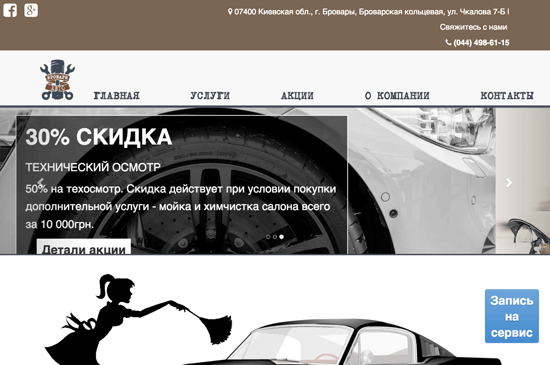 07400 Киевская обл., г. Бровары, Броварская кольцевая, ул. Чкалова 7-Б І
Свяжитесь с нами
(044) 498-61-15
БРОВАРИ
АВТО
ГЛАВНАЯ УСЛУГИ АКЦИИ О КОМПАНИИ КОНТАКТЫ
30% СКИДКА
ТЕХНИЧЕСКИЙ ОСМОТР
50% на техосмотр. Скидка действует при условии покупки
дополнительной услуги - мойка и химчистка салона всего
за 10 000грн.
Детали акции
Запись
на
сервис